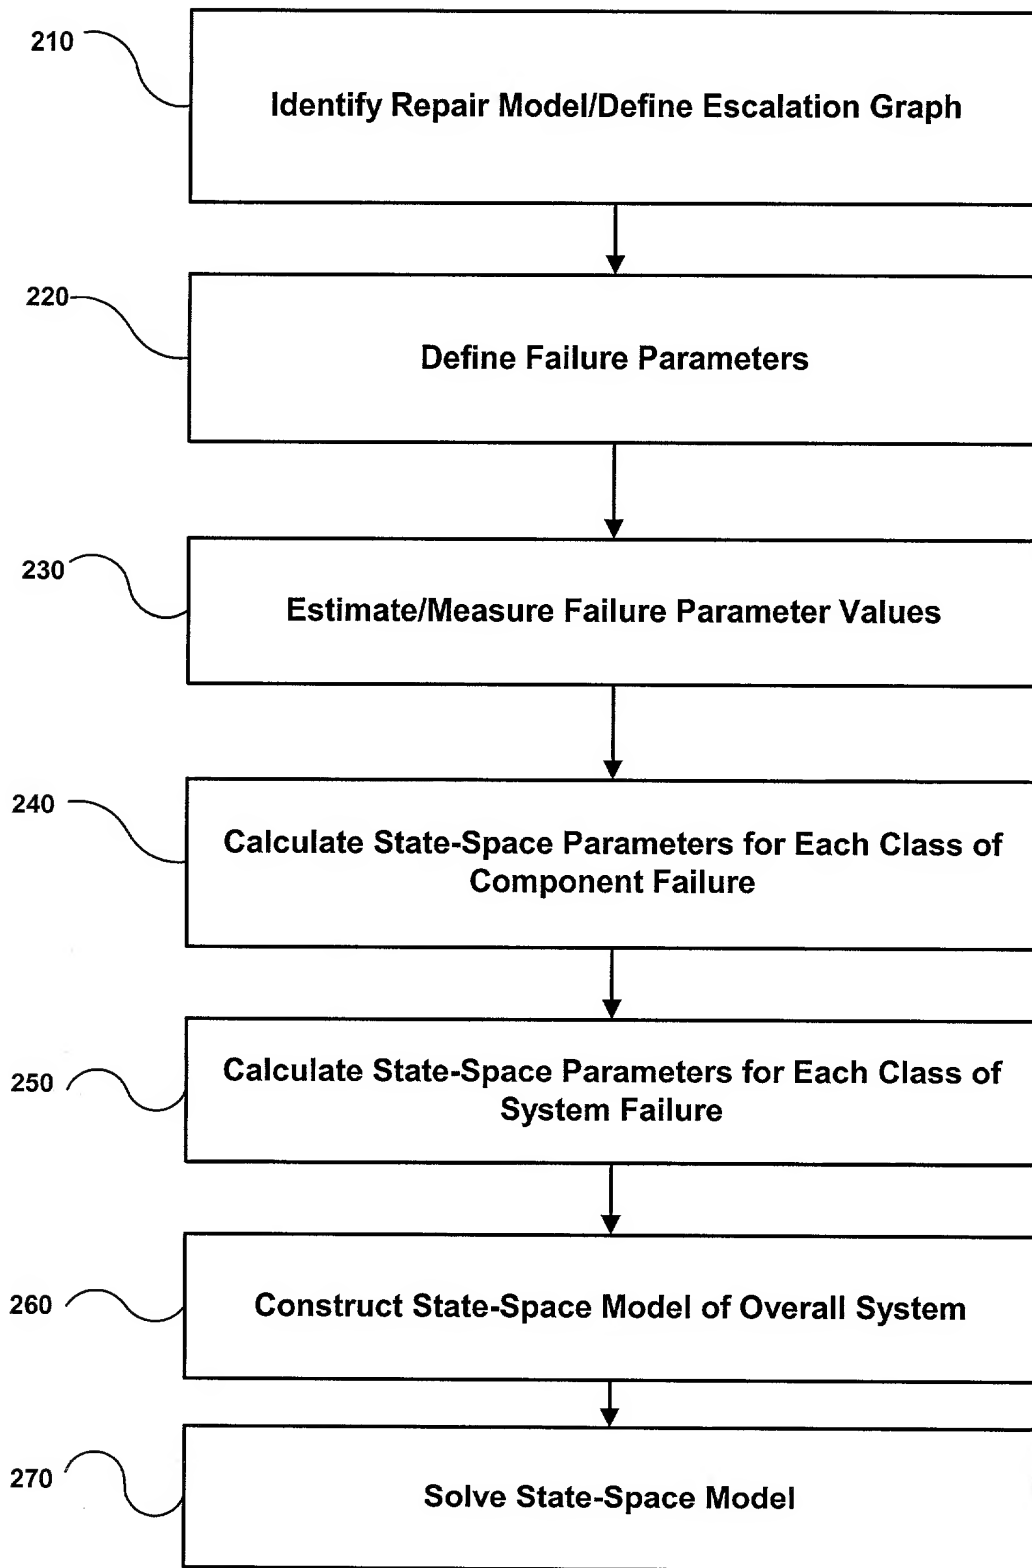 210
Identify Repair Model/Define Escalation Graph
220
Define Failure Parameters
230
Estimate/Measure Failure Parameter Values
240
Calculate State-Space Parameters for Each Class of
Component Failure
250
Calculate State-Space Parameters for Each Class of
System Failure
260
Construct State-Space Model of Overall System
270
Solve State-Space Model